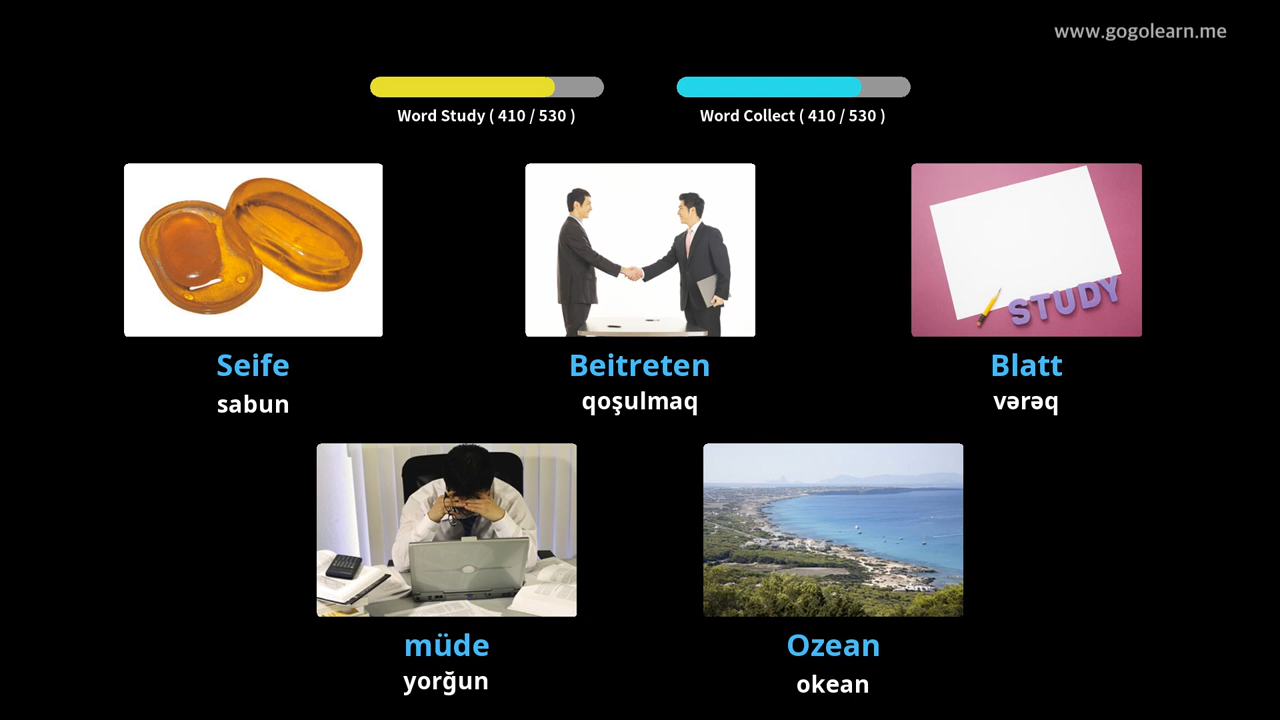 www.gogolearn.me
Word Study ( 410 / 530 )
Word Collect ( 410 / 530 )
STUDY
Seife
sabun
Beitreten
qoşulmaq
Blatt
vərəq
müde
yorğun
Ozean
okean